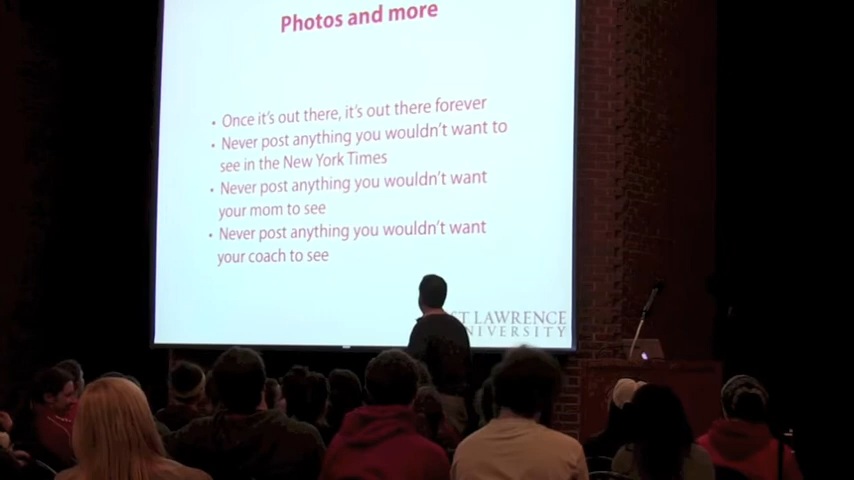 Photos and more
• Once it's out there, it's out there forever
• Never post anything you wouldn't want to
see in the New York Times
• Never post anything you wouldn't want
your mom to see
• Never post anything you wouldn't want
your coach to see
ST LAWRENCE
UNIVERSITY